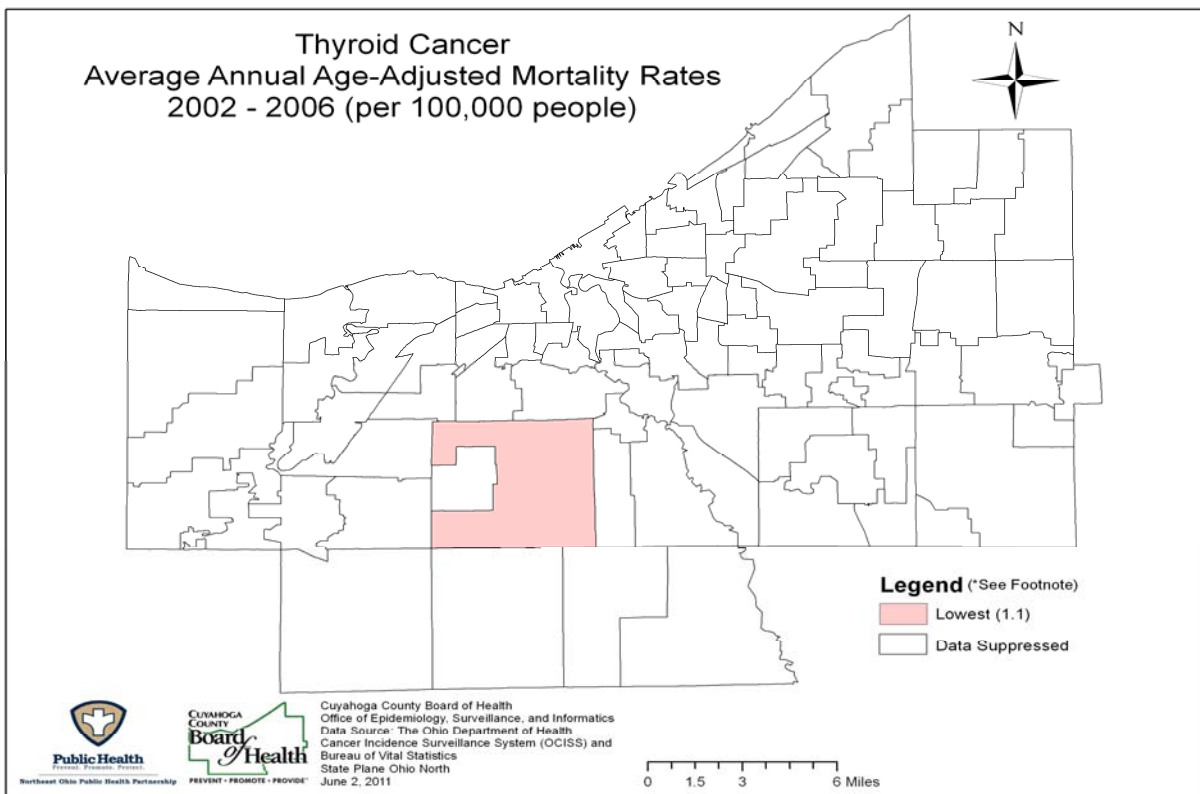 Thyroid Cancer
Average Annual Age-Adjusted Mortality Rates
2002 - 2006 (per 100,000 people)
N
Legend (*See Footnote)
Lowest (1.1)
Data Suppressed
Public Health
Prevent. Promote. Protect.
Northeast Ohio Public Health Partnership
CUYAHOGA
COUNTY
Board
of Health
PREVENT • PROMOTE • PROVIDE
Cuyahoga County Board of Health
Office of Epidemiology, Surveillance, and Informatics
Data Source: The Ohio Department of Health
Cancer Incidence Surveillance System (OCISS) and
Bureau of Vital Statistics
State Plane Ohio North
June 2, 2011
0 1.5 3 6 Miles